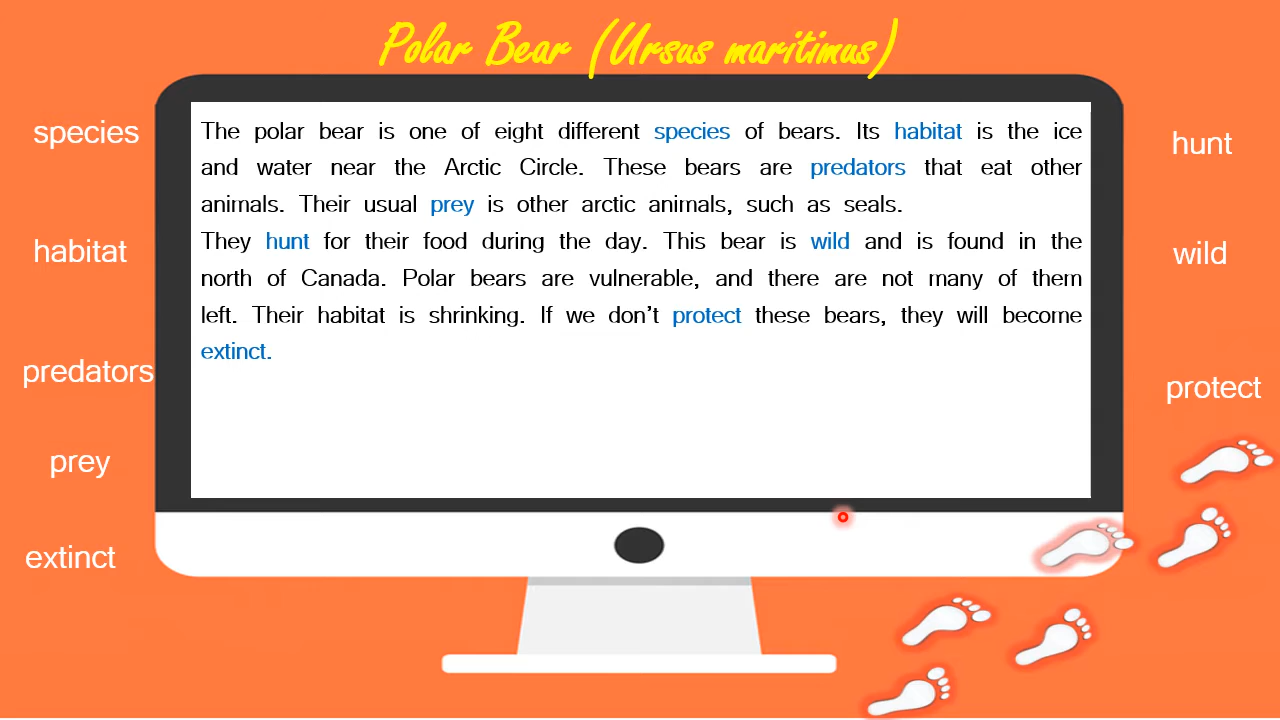 Polar Bear (Ursus maritimus)
species
habitat
predators
prey
extinct
The polar bear is one of eight different species of bears. Its habitat is the ice
and water near the Arctic Circle. These bears are predators that eat other
animals. Their usual prey is other arctic animals, such as seals.
They hunt for their food during the day. This bear is wild and is found in the
north of Canada. Polar bears are vulnerable, and there are not many of them
left. Their habitat is shrinking. If we don’t protect these bears, they will become
extinct.
hunt
wild
protect